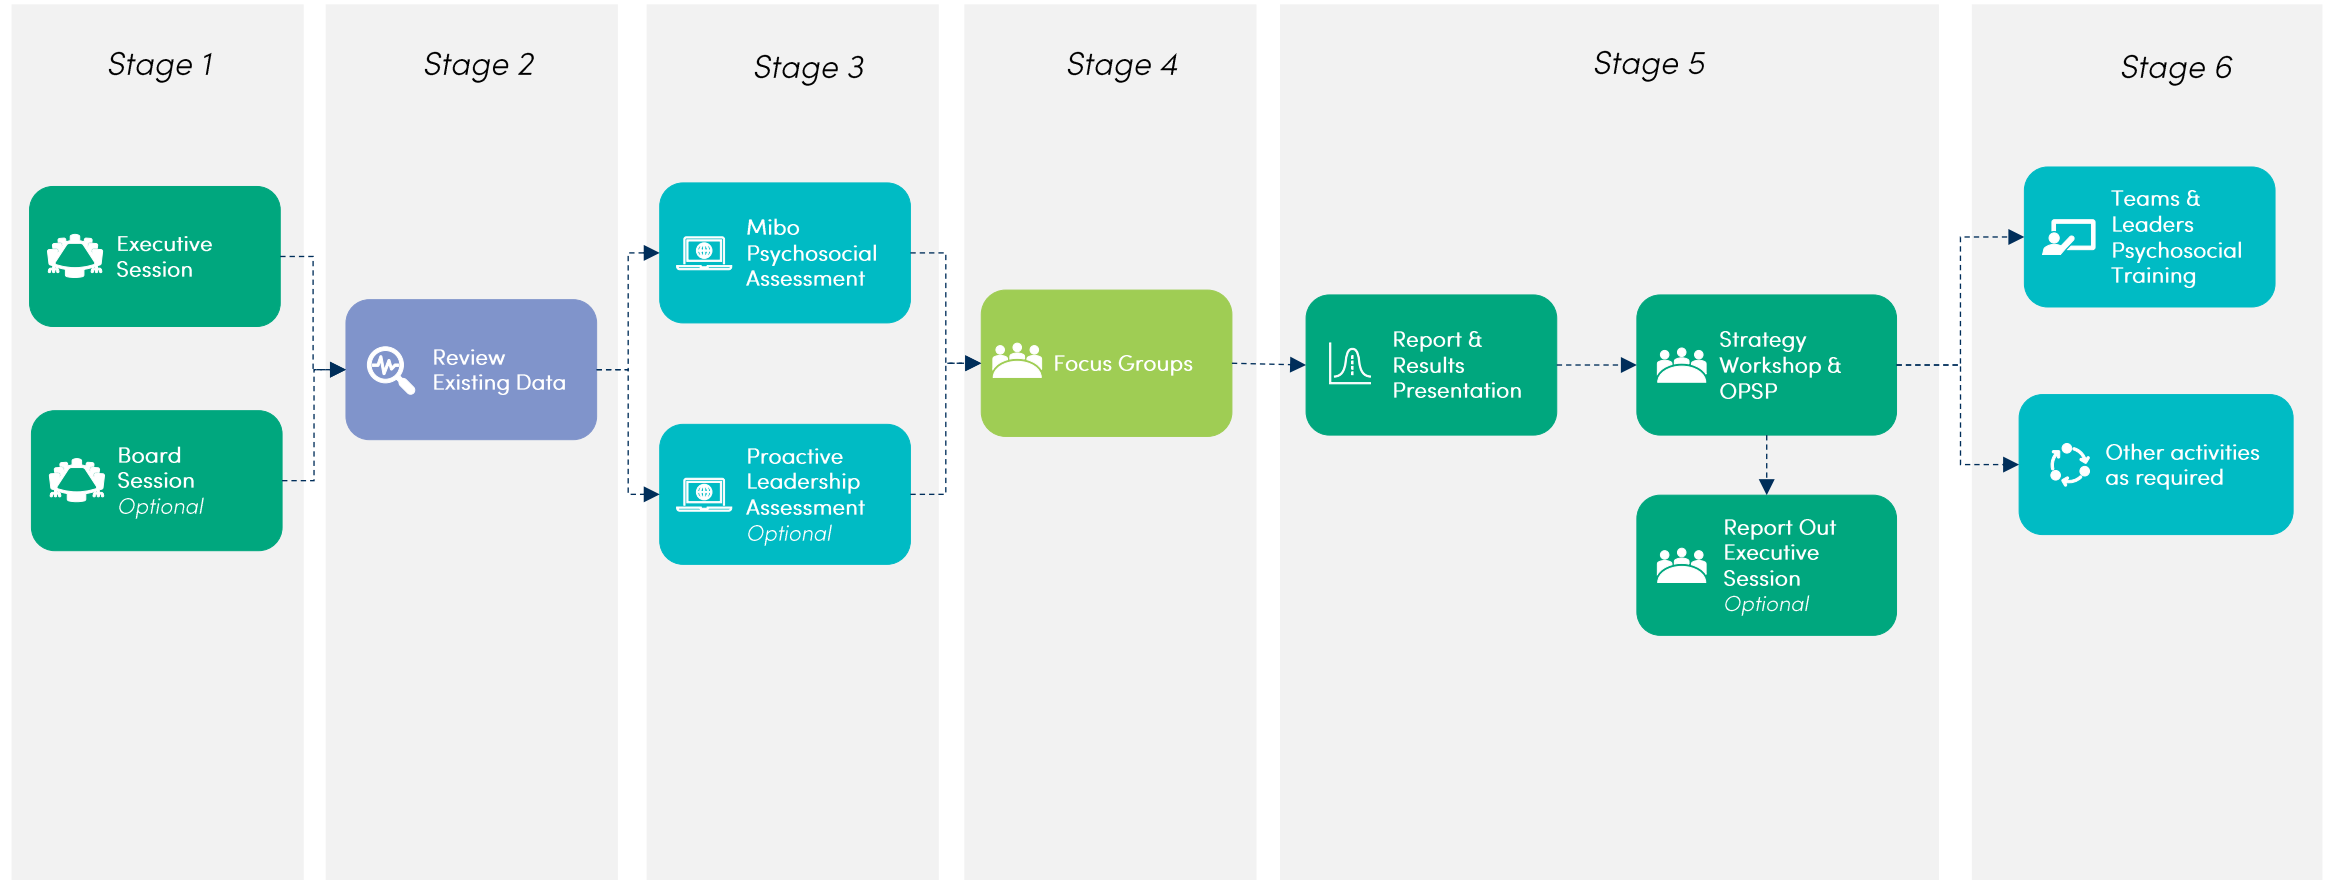 Stage 1
Stage 2
Stage 3
Stage 4
Stage 5
Stage 6
Executive
Session
Board
Session
Optional
Review
Existing Data
Mibo
Psychosocial
Assessment
Proactive
Leadership
Assessment
Optional
Focus Groups
Report &
Results
Presentation
Strategy
Workshop &
OPSP
Report Out
Executive
Session
Optional
Teams &
Leaders
Psychosocial
Training
Other activities
as required